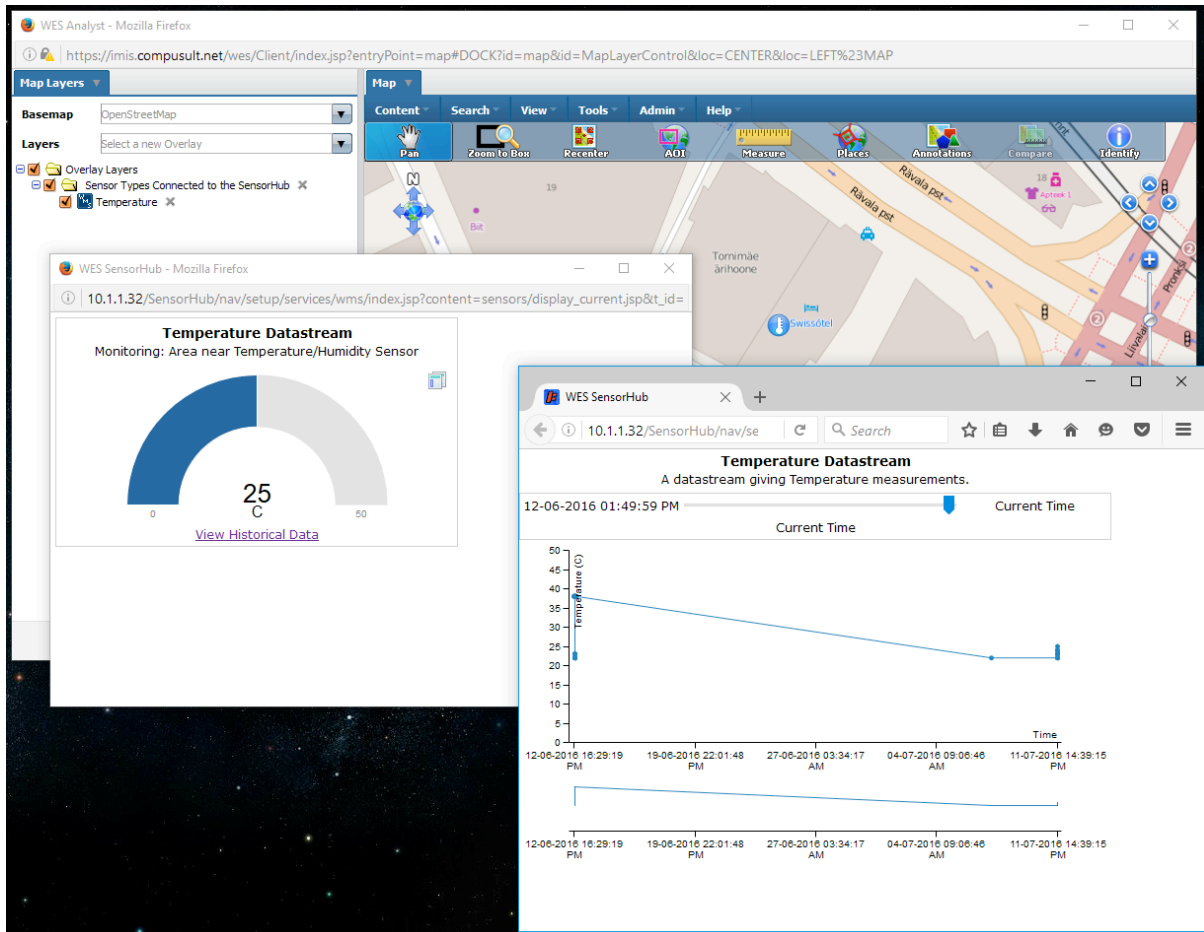 WES Analyst - Mozilla Firefox
https://imis.compusult.net/wes/Client/index.jsp?entryPoint=map#DOCK?id=map&id=MapLayerControl&loc=CENTER&loc=LEFT%23MAP
Map Layers
Basemap OpenStreetMap
Layers Select a new Overlay
Overlay Layers
Sensor Types Connected to the SensorHub
Temperature
Map
Content Search View Tools Admin Help
Pan Zoom to Box Recenter AOI Measure Places Annotations Compare Identify
N
19
Biit
Rävala pst
Rävala pst
18
Apteek 1
Tornimäe
ärihoone
Swissôtel
2
2
Pronksi
Liivalaia
WES SensorHub - Mozilla Firefox
10.1.1.32/SensorHub/nav/setup/services/wms/index.jsp?content=sensors/display_current.jsp&t_id=
Temperature Datastream
Monitoring: Area near Temperature/Humidity Sensor
25
C
0 50
View Historical Data
WES SensorHub
10.1.1.32/SensorHub/nav/se
Search
Temperature Datastream
A datastream giving Temperature measurements.
12-06-2016 01:49:59 PM Current Time
Current Time
50
45
40
35
30
25
20
15
10
5
0
Temperature (C)
Time
12-06-2016 16:29:19 PM
19-06-2016 22:01:48 PM
27-06-2016 03:34:17 AM
04-07-2016 09:06:46 AM
11-07-2016 14:39:15 PM
12-06-2016 16:29:19 PM
19-06-2016 22:01:48 PM
27-06-2016 03:34:17 AM
04-07-2016 09:06:46 AM
11-07-2016 14:39:15 PM